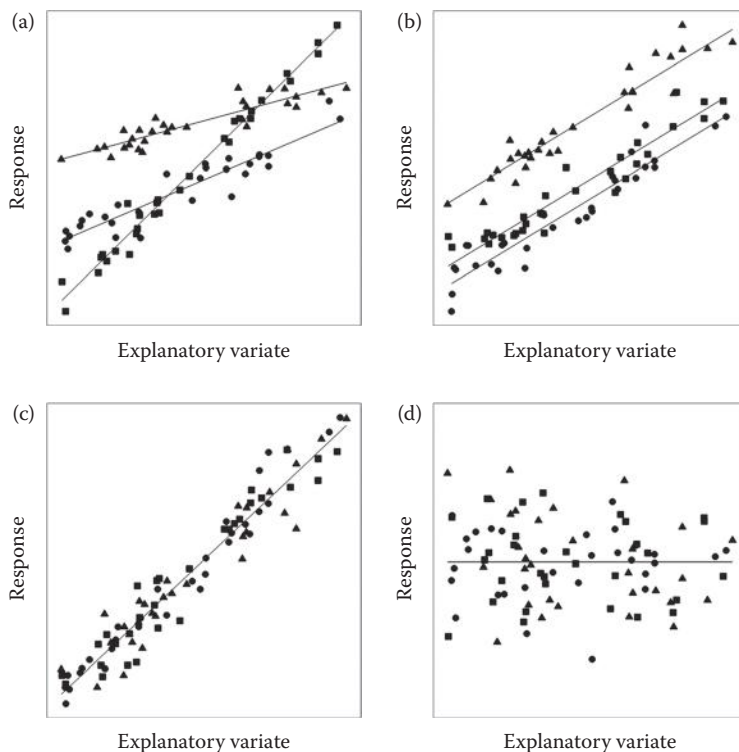 (a)
Response
Explanatory variate
(b)
Response
Explanatory variate
(c)
Response
Explanatory variate
(d)
Response
Explanatory variate